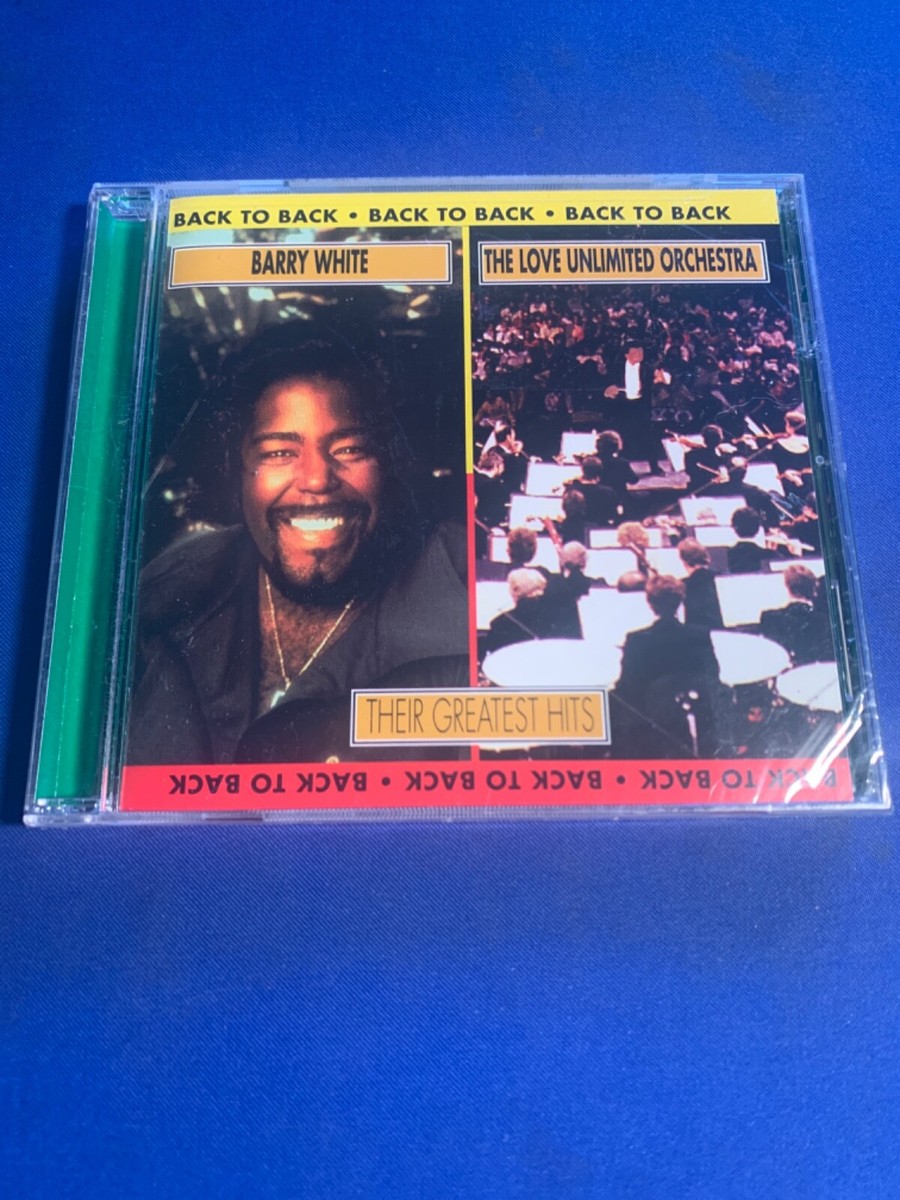 BACK TO BACK • BACK TO BACK • BACK TO BACK
BARRY WHITE
THE LOVE UNLIMITED ORCHESTRA
THEIR GREATEST HITS
BACK TO BACK • BACK TO BACK • BACK TO BACK